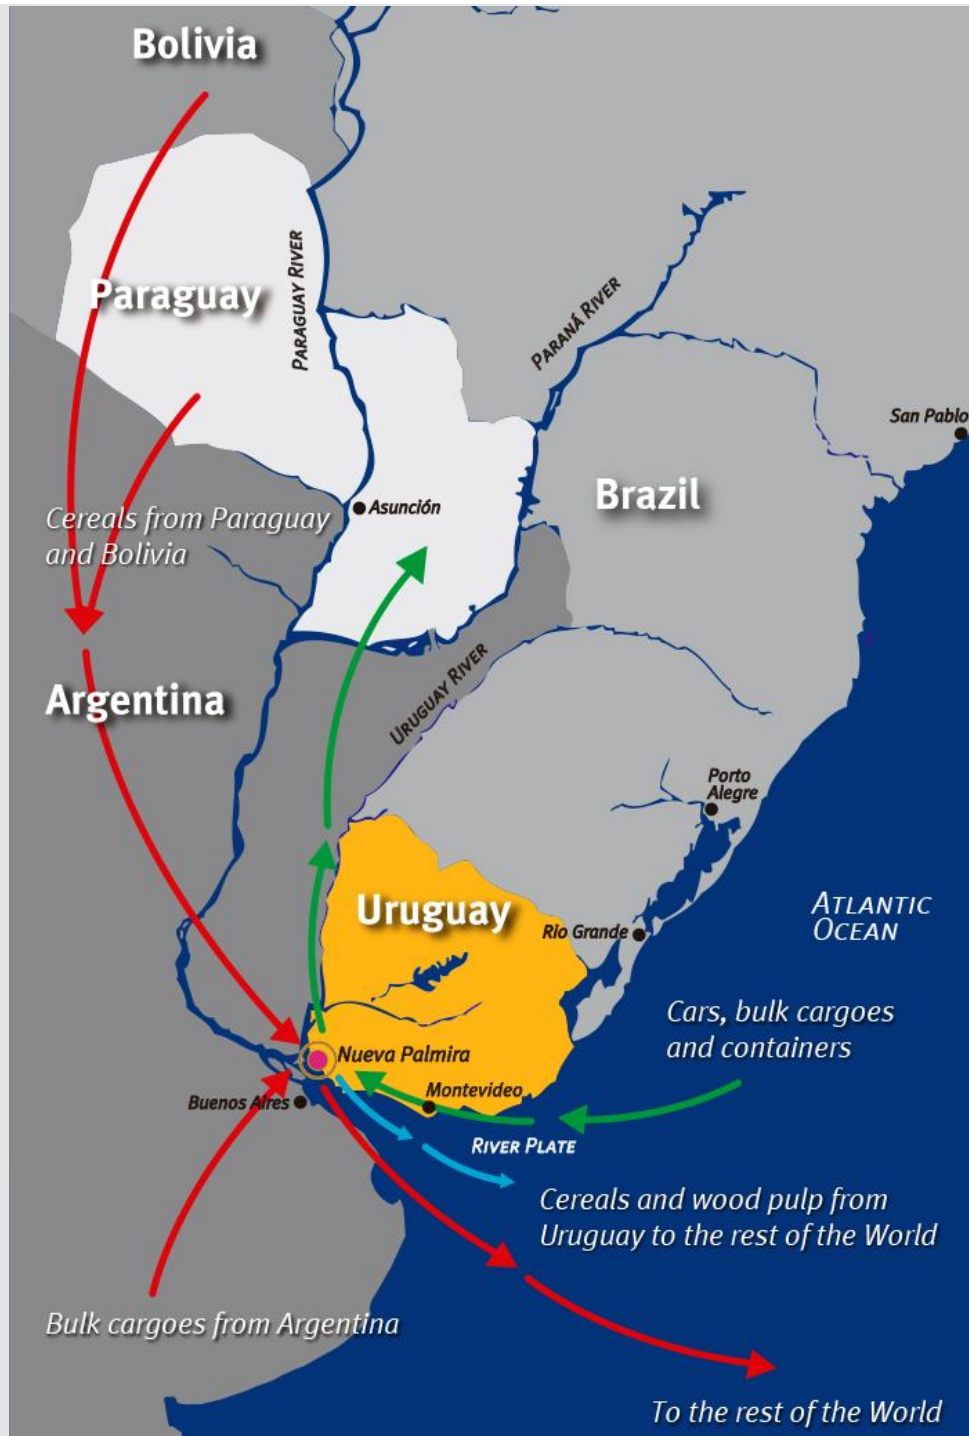 Bolivia
PARAGUAY RIVER
Paraguay
PARANÁ RIVER
San Pablo
Brazil
Asunción
Cereals from Paraguay
and Bolivia
URUGUAY RIVER
Argentina
Porto
Alegre
Uruguay
Rio Grande
ATLANTIC
OCEAN
Cars, bulk cargoes
and containers
Nueva Palmira
Montevideo
Buenos Aires
RIVER PLATE
Cereals and wood pulp from
Uruguay to the rest of the World
Bulk cargoes from Argentina
To the rest of the World